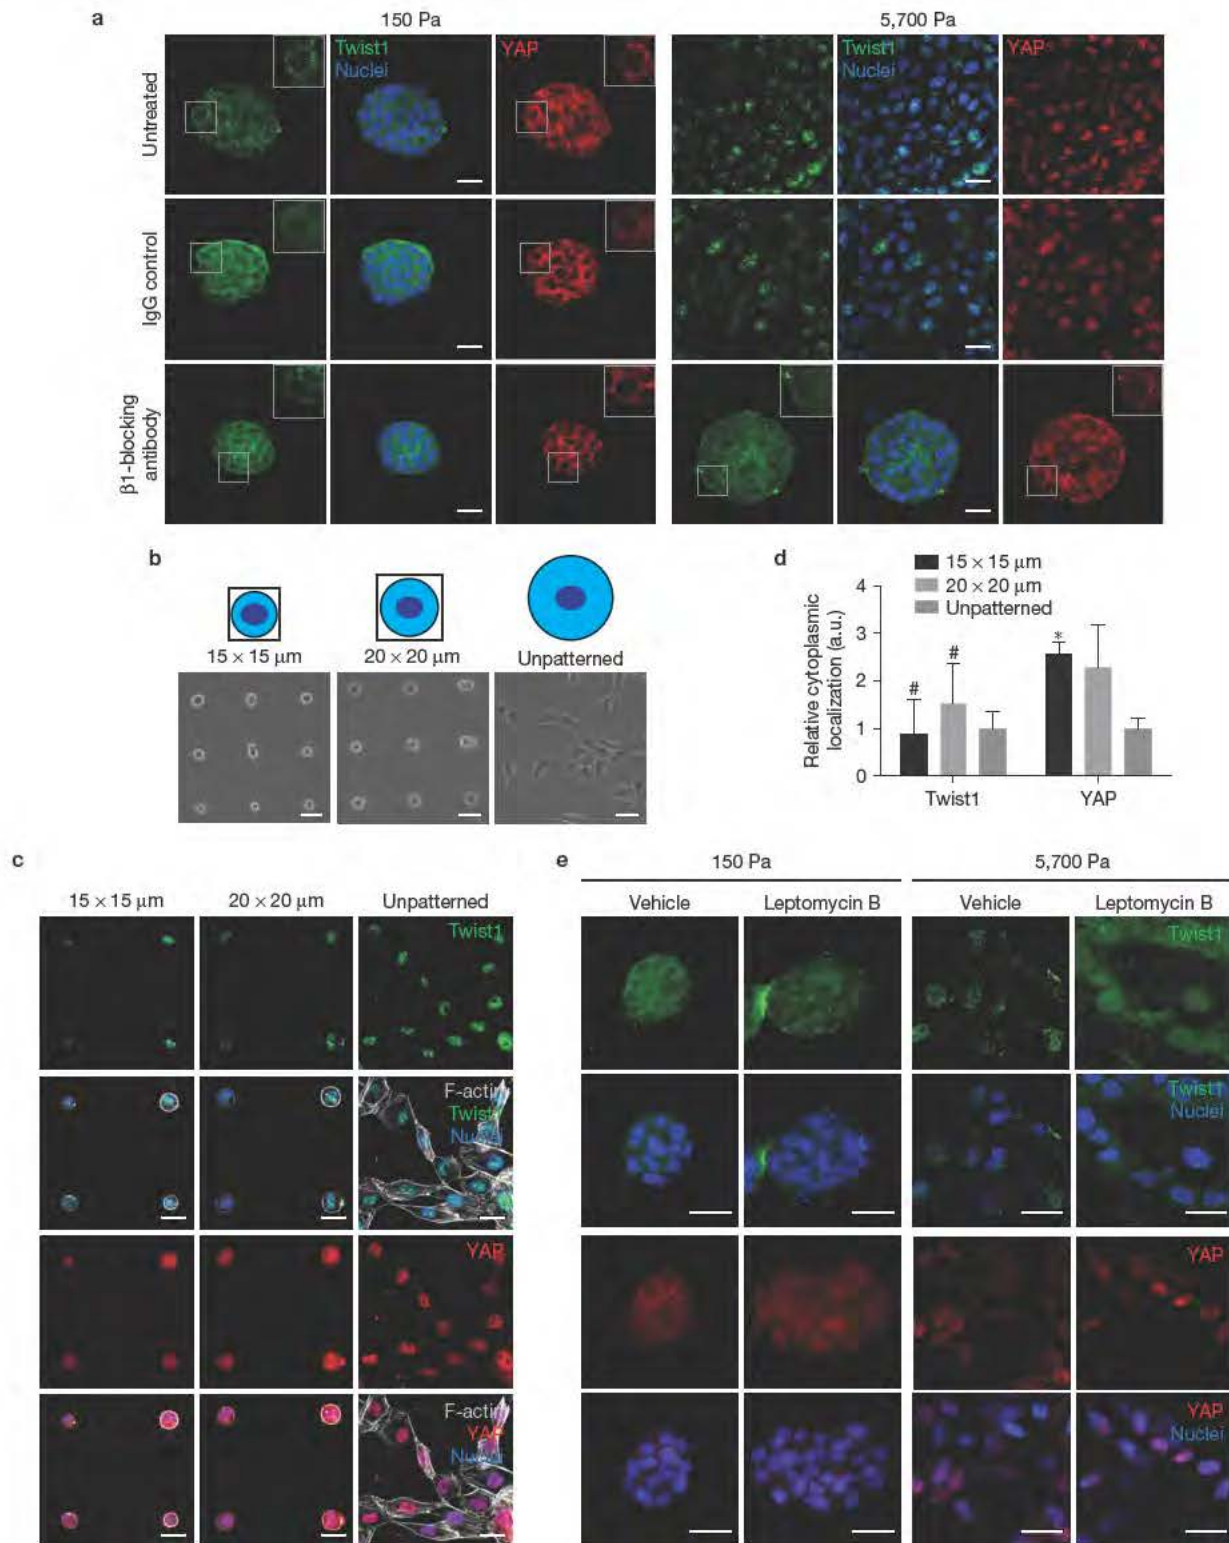 a
150 Pa
5,700 Pa
Untreated
Twist1
Nuclei
YAP
Twist1
Nuclei
YAP
IgG control
β1-blocking
antibody
b
15 × 15 μm
20 × 20 μm
Unpatterned
d
15 × 15 μm
20 × 20 μm
Unpatterned
Relative cytoplasmic
localization (a.u.)
4
3
2
1
0
#
#
*
Twist1
YAP
c
15 × 15 μm
20 × 20 μm
Unpatterned
Twist1
F-actin
Twist1
Nuclei
YAP
F-actin
YAP
Nuclei
e
150 Pa
5,700 Pa
Vehicle
Leptomycin B
Vehicle
Leptomycin B
Twist1
Twist1
Nuclei
YAP
YAP
Nuclei